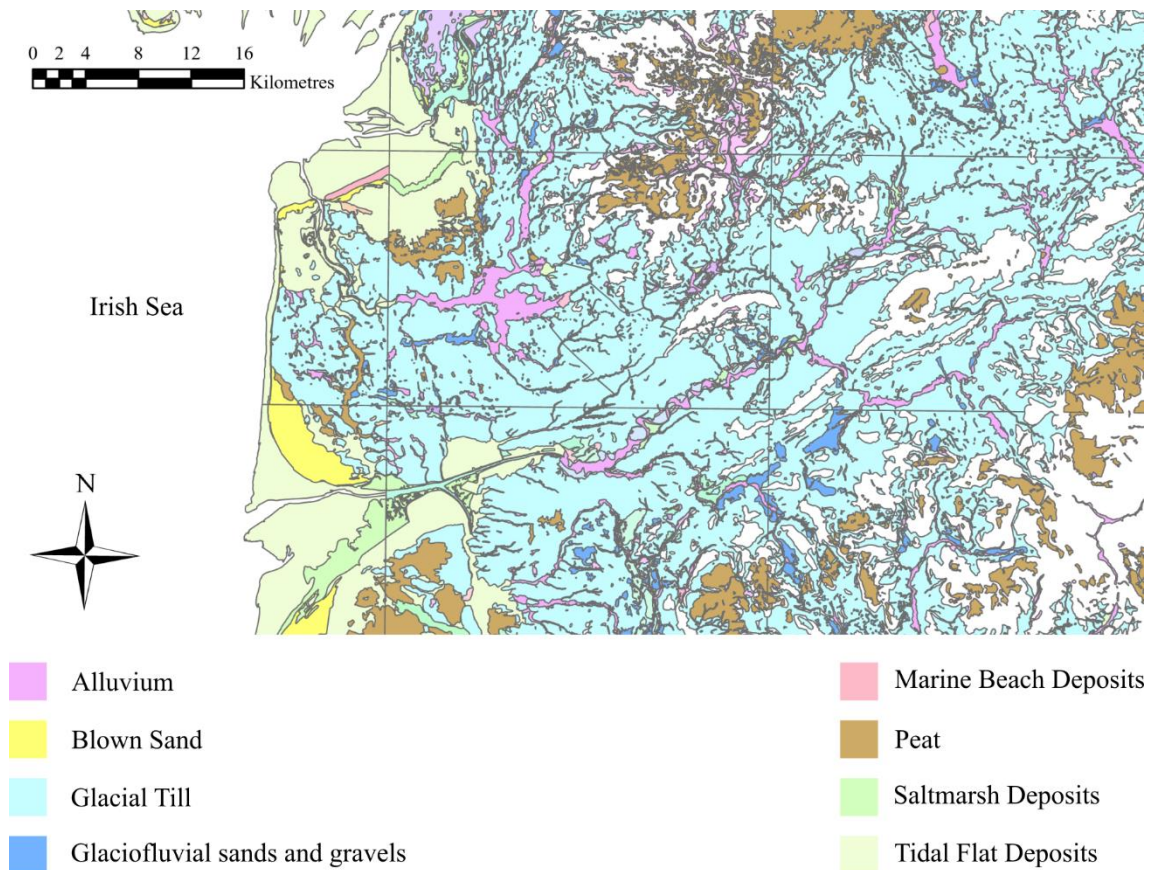 0 2 4 8 12 16
Kilometres
Irish Sea
N
Alluvium
Blown Sand
Glacial Till
Glaciofluvial sands and gravels
Marine Beach Deposits
Peat
Saltmarsh Deposits
Tidal Flat Deposits